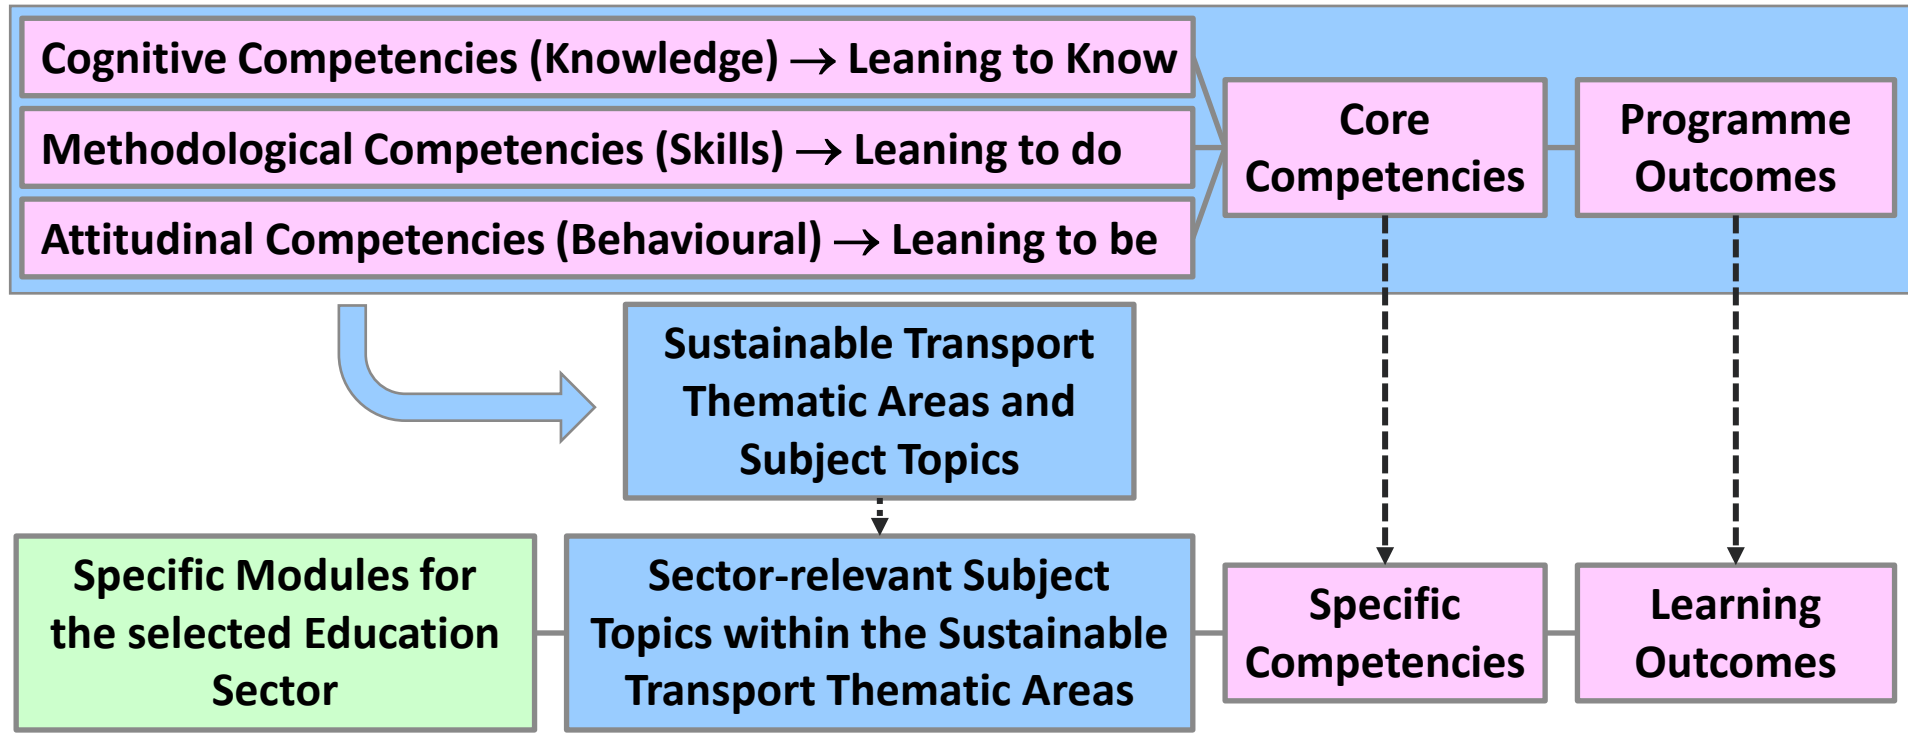 Cognitive Competencies (Knowledge) → Leaning to Know
Methodological Competencies (Skills) → Leaning to do
Attitudinal Competencies (Behavioural) → Leaning to be
Core
Competencies
Programme
Outcomes
Sustainable Transport
Thematic Areas and
Subject Topics
Specific Modules for
the selected Education
Sector
Sector-relevant Subject
Topics within the Sustainable
Transport Thematic Areas
Specific
Competencies
Learning
Outcomes